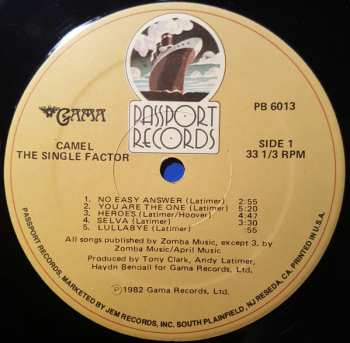 PASSPORT
RECORDS
GAMA
PB 6013
CAMEL
THE SINGLE FACTOR
SIDE 1
33 1/3 RPM
1. NO EASY ANSWER (Latimer) 2:55
2. YOU ARE THE ONE (Latimer) 5:20
3. HEROES (Latimer/Hoover) 4:47
4. SELVA (Latimer) 3:30
5. LULLABYE (Latimer) :55
All songs published by Zomba Music, except 3, by
Zomba Music/April Music.
Produced by Tony Clark, Andy Latimer,
Haydn Bendall for Gama Records, Ltd.
Ⓟ1982 Gama Records, Ltd.
PASSPORT RECORDS, MARKETED BY JEM RECORDS, INC. SOUTH PLAINFIELD, NJ RESEDA, CA. PRINTED IN U.S.A.